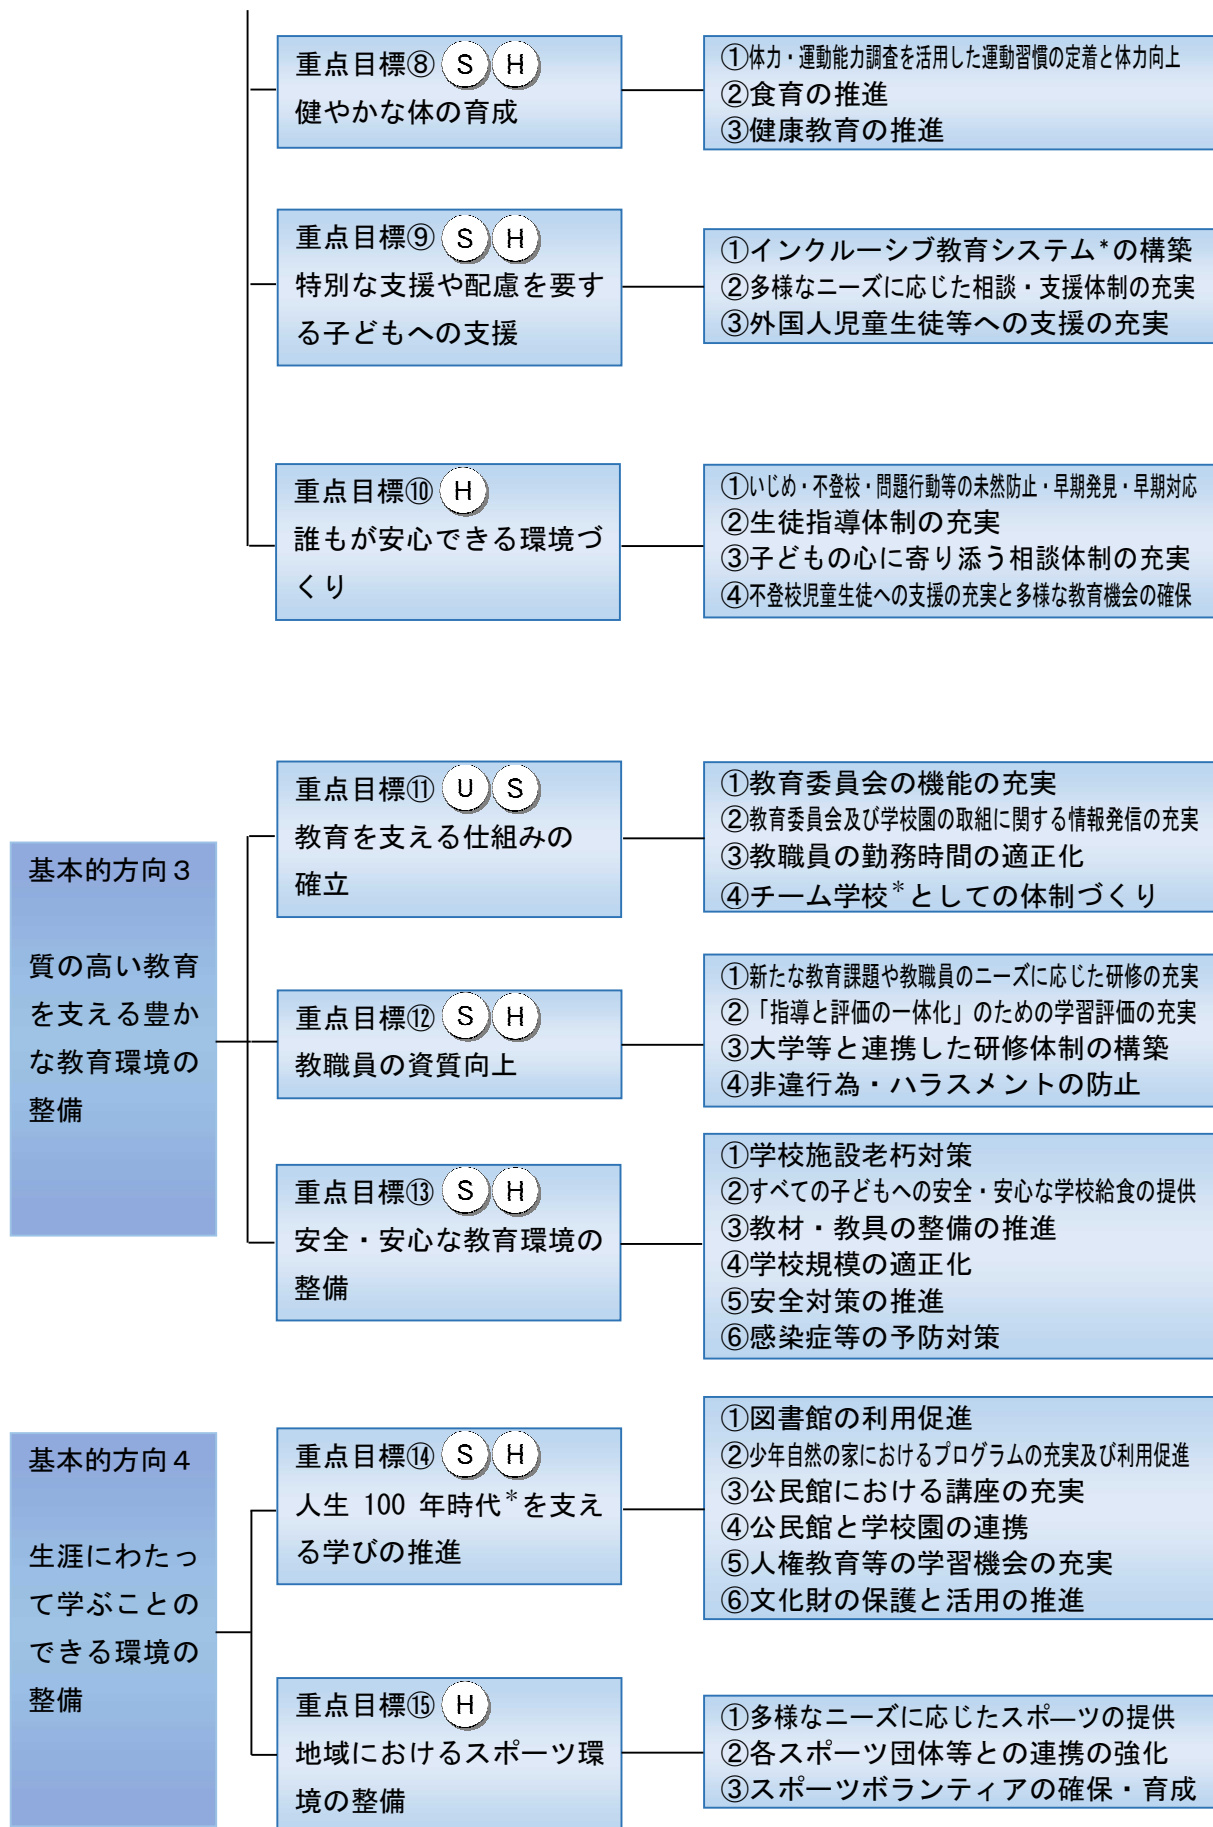 重点目標⑧ S H
健やかな体の育成
①体力・運動能力調査を活用した運動習慣の定着と体力向上
②食育の推進
③健康教育の推進
重点目標⑨ S H
特別な支援や配慮を要す
る子どもへの支援
①インクルーシブ教育システム*の構築
②多様なニーズに応じた相談・支援体制の充実
③外国人児童生徒等への支援の充実
重点目標⑩ H
誰もが安心できる環境づ
くり
①いじめ・不登校・問題行動等の未然防止・早期発見・早期対応
②生徒指導体制の充実
③子どもの心に寄り添う相談体制の充実
④不登校児童生徒への支援の充実と多様な教育機会の確保
基本的方向3
質の高い教育
を支える豊か
な教育環境の
整備
重点目標⑪ U S
教育を支える仕組みの
確立
①教育委員会の機能の充実
②教育委員会及び学校園の取組に関する情報発信の充実
③教職員の勤務時間の適正化
④チーム学校*としての体制づくり
重点目標⑫ S H
教職員の資質向上
①新たな教育課題や教職員のニーズに応じた研修の充実
②「指導と評価の一体化」のための学習評価の充実
③大学等と連携した研修体制の構築
④非違行為・ハラスメントの防止
重点目標⑬ S H
安全・安心な教育環境の
整備
①学校施設老朽対策
②すべての子どもへの安全・安心な学校給食の提供
③教材・教具の整備の推進
④学校規模の適正化
⑤安全対策の推進
⑥感染症等の予防対策
基本的方向4
生涯にわたっ
て学ぶことの
できる環境の
整備
重点目標⑭ S H
人生 100 年時代*を支え
る学びの推進
①図書館の利用促進
②少年自然の家におけるプログラムの充実及び利用促進
③公民館における講座の充実
④公民館と学校園の連携
⑤人権教育等の学習機会の充実
⑥文化財の保護と活用の推進
重点目標⑮ H
地域におけるスポーツ環
境の整備
①多様なニーズに応じたスポ―ツの提供
②各スポーツ団体等との連携の強化
③スポーツボランティアの確保・育成